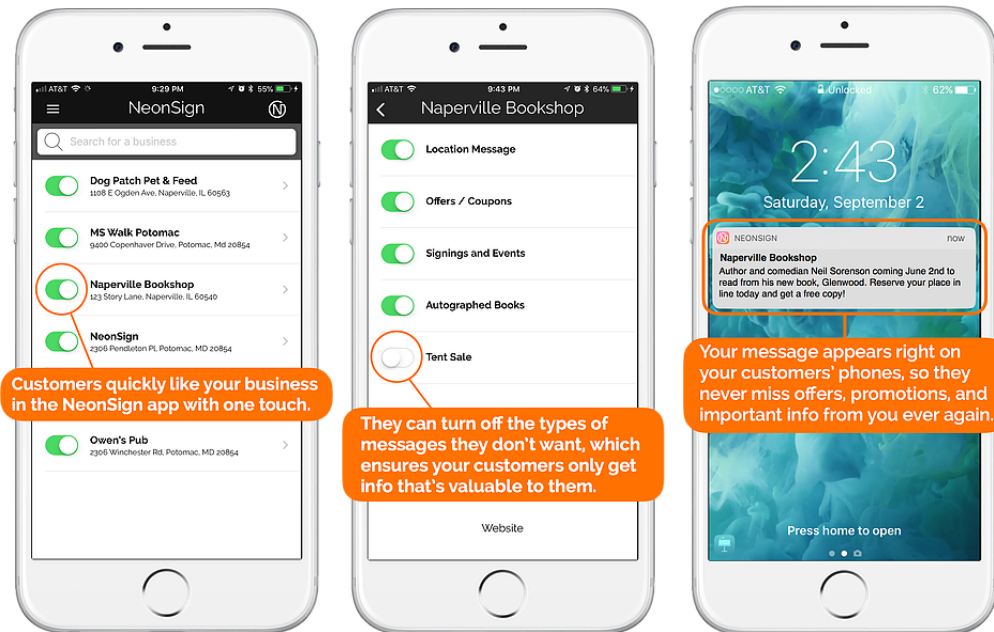 AT&T 9:29 PM 55%
NeonSign
Search for a business
Dog Patch Pet & Feed
1108 E Ogden Ave, Naperville, IL 60563
MS Walk Potomac
9400 Copenhaver Drive, Potomac, Md 20854
Naperville Bookshop
123 Story Lane, Naperville, IL 60540
NeonSign
2306 Pendleton Pl, Potomac, MD 20854
Customers quickly like your business
in the NeonSign app with one touch.
Owen's Pub
2306 Winchester Rd, Potomac, MD 20854
AT&T 9:43 PM 64%
Naperville Bookshop
Location Message
Offers / Coupons
Signings and Events
Autographed Books
Tent Sale
They can turn off the types of
messages they don't want, which
ensures your customers only get
info that's valuable to them.
Website
AT&T Unlocked 62%
2:43
Saturday, September 2
NEONSIGN now
Naperville Bookshop
Author and comedian Neil Sorenson coming June 2nd to
read from his new book, Glenwood. Reserve your place in
line today and get a free copy!
Your message appears right on
your customers' phones, so they
never miss offers, promotions, and
important info from you ever again.
Press home to open